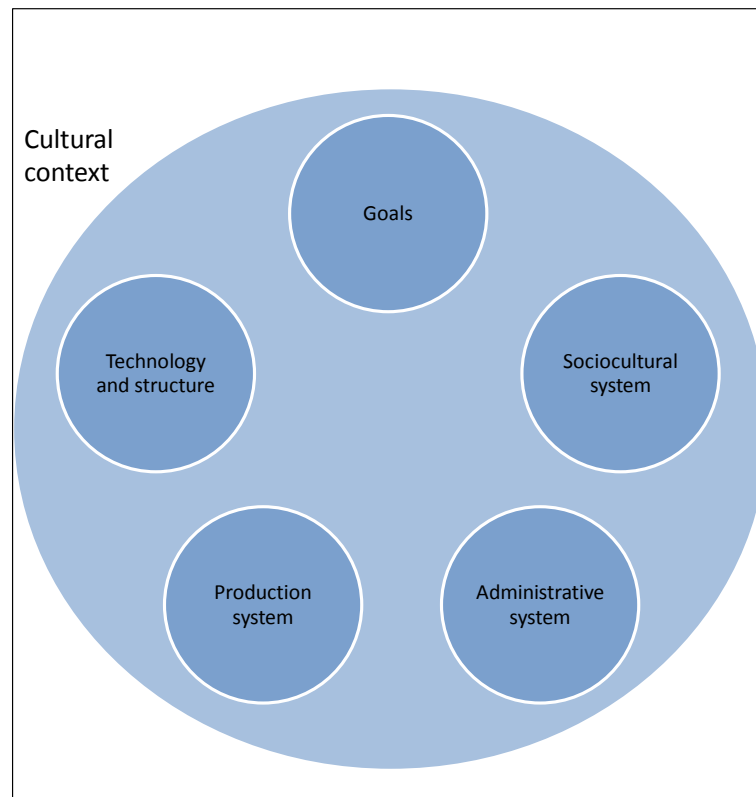 Cultural
context
Goals
Technology
and structure
Sociocultural
system
Production
system
Administrative
system